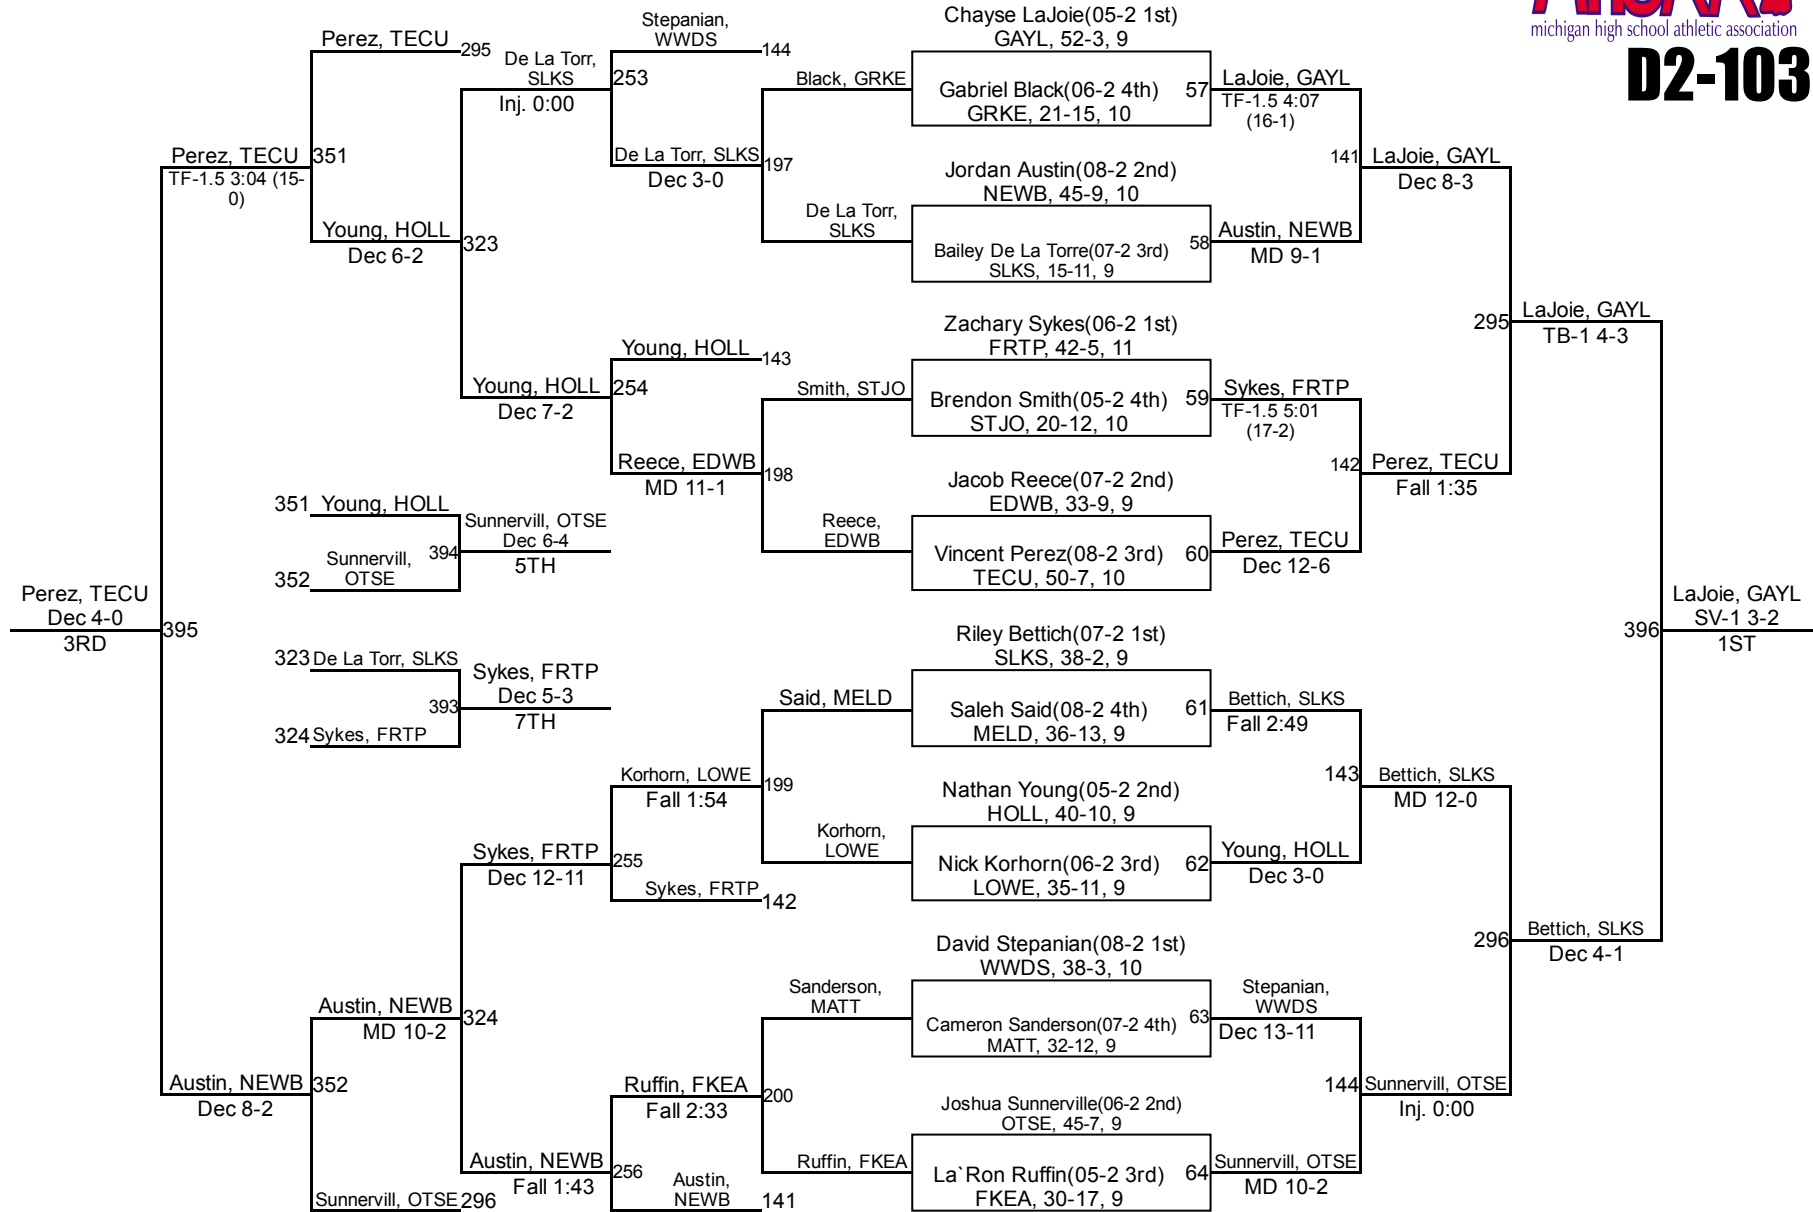 michigan high school athletic association
D2-103
Perez, TECU
295
Perez, TECU
TF-1.5 3:04 (15-
0)
351
Young, HOLL
Dec 6-2
323
De La Torr,
SLKS
Inj. 0:00
253
Stepanian,
WWDS
144
De La Torr, SLKS
Dec 3-0
197
Black, GRKE
De La Torr,
SLKS
Young, HOLL
Dec 7-2
254
Young, HOLL
143
Reece, EDWB
MD 11-1
198
Smith, STJO
Reece,
EDWB
351 Young, HOLL
352 Sunnervill,
OTSE
394
Sunnervill, OTSE
Dec 6-4
5TH
Perez, TECU
Dec 4-0
3RD
395
323 De La Torr, SLKS
324 Sykes, FRTP
393
Sykes, FRTP
Dec 5-3
7TH
Said, MELD
Korhorn, LOWE
Fall 1:54
199
Korhorn,
LOWE
Sykes, FRTP
Dec 12-11
255
Sykes, FRTP
142
Austin, NEWB
MD 10-2
324
Sanderson,
MATT
Austin, NEWB
Dec 8-2
352
Ruffin, FKEA
Fall 2:33
200
Ruffin, FKEA
Austin, NEWB
Fall 1:43
256
Austin,
NEWB
141
Sunnervill, OTSE
296
Chayse LaJoie(05-2 1st)
GAYL, 52-3, 9
Gabriel Black(06-2 4th)
GRKE, 21-15, 10
57
LaJoie, GAYL
TF-1.5 4:07
(16-1)
Jordan Austin(08-2 2nd)
NEWB, 45-9, 10
Bailey De La Torre(07-2 3rd)
SLKS, 15-11, 9
58
Austin, NEWB
MD 9-1
141
LaJoie, GAYL
Dec 8-3
Zachary Sykes(06-2 1st)
FRTP, 42-5, 11
Brendon Smith(05-2 4th)
STJO, 20-12, 10
59
Sykes, FRTP
TF-1.5 5:01
(17-2)
Jacob Reece(07-2 2nd)
EDWB, 33-9, 9
Vincent Perez(08-2 3rd)
TECU, 50-7, 10
60
Perez, TECU
Dec 12-6
142
Perez, TECU
Fall 1:35
295
LaJoie, GAYL
TB-1 4-3
Riley Bettich(07-2 1st)
SLKS, 38-2, 9
Saleh Said(08-2 4th)
MELD, 36-13, 9
61
Bettich, SLKS
Fall 2:49
Nathan Young(05-2 2nd)
HOLL, 40-10, 9
Nick Korhorn(06-2 3rd)
LOWE, 35-11, 9
62
Young, HOLL
Dec 3-0
143
Bettich, SLKS
MD 12-0
David Stepanian(08-2 1st)
WWDS, 38-3, 10
Cameron Sanderson(07-2 4th)
MATT, 32-12, 9
63
Stepanian,
WWDS
Dec 13-11
Joshua Sunnerville(06-2 2nd)
OTSE, 45-7, 9
La`Ron Ruffin(05-2 3rd)
FKEA, 30-17, 9
64
Sunnervill, OTSE
MD 10-2
144
Sunnervill, OTSE
Inj. 0:00
296
Bettich, SLKS
Dec 4-1
396
LaJoie, GAYL
SV-1 3-2
1ST